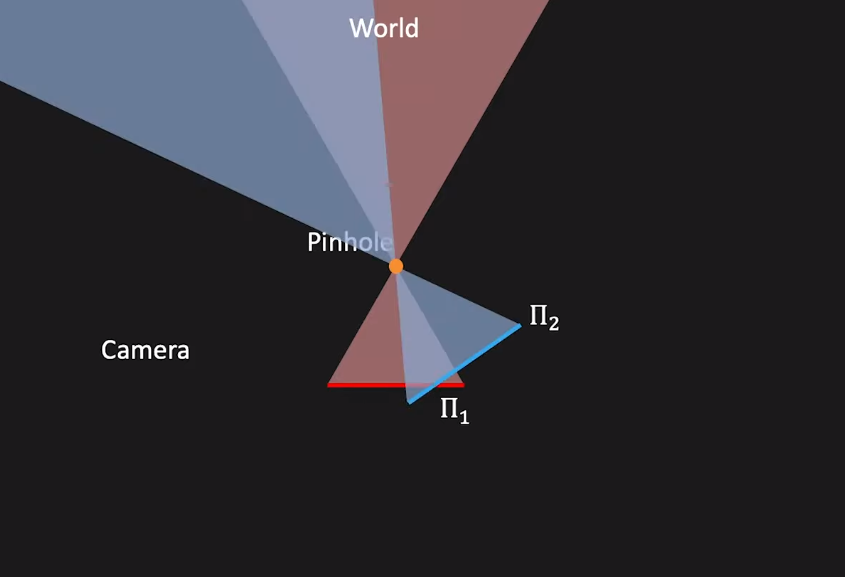 World
Pinhole
Π₂
Camera
Π₁